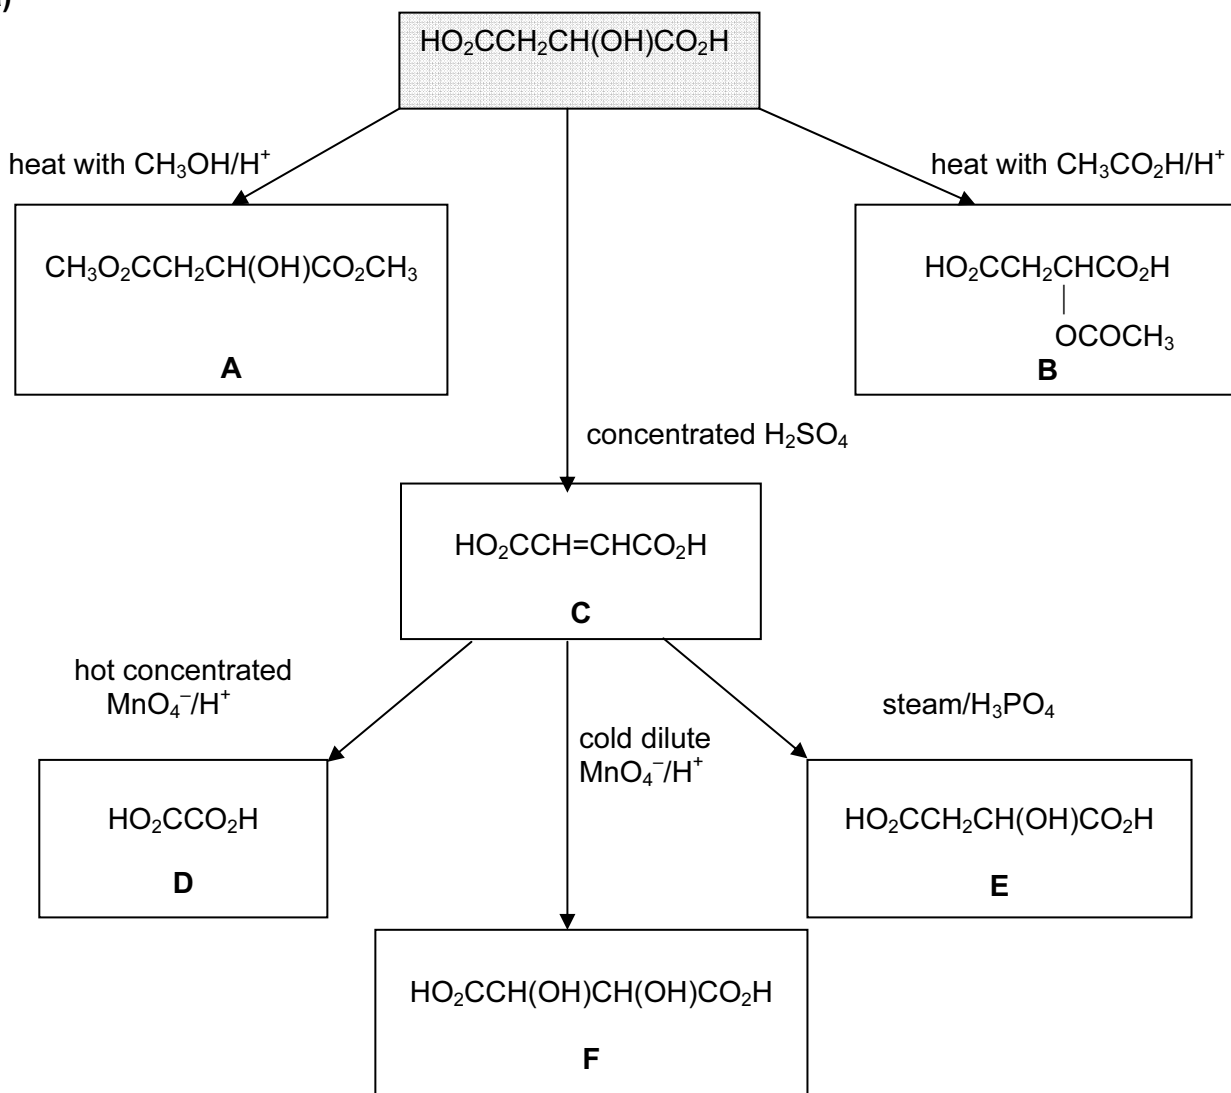 )
HO₂CCH₂CH(OH)CO₂H
heat with CH₃OH/H⁺
heat with CH₃CO₂H/H⁺
CH₃O₂CCH₂CH(OH)CO₂CH₃
A
HO₂CCH₂CHCO₂H
OCOCH₃
B
concentrated H₂SO₄
HO₂CCH=CHCO₂H
C
hot concentrated
MnO₄⁻/H⁺
cold dilute
MnO₄⁻/H⁺
steam/H₃PO₄
HO₂CCO₂H
D
HO₂CCH₂CH(OH)CO₂H
E
HO₂CCH(OH)CH(OH)CO₂H
F